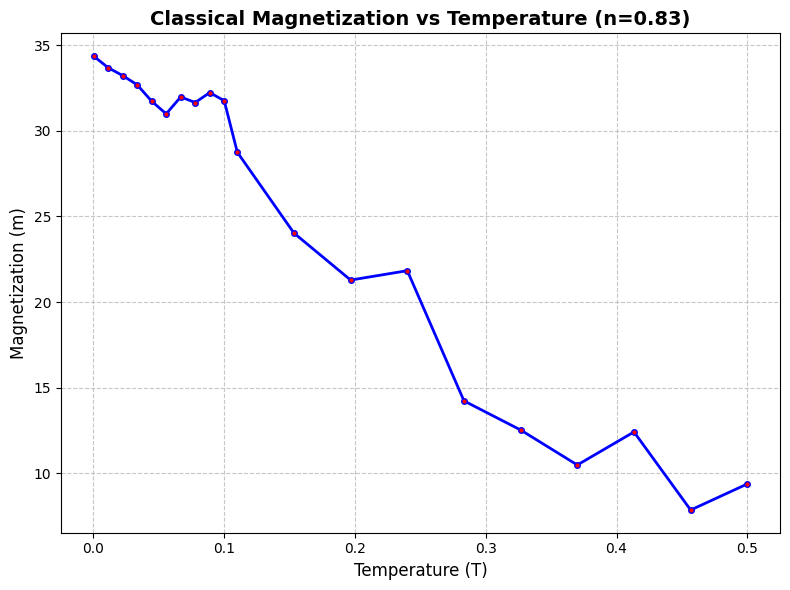 Classical Magnetization vs Temperature (n=0.83)
Magnetization (m)
35
30
25
20
15
10
0.0 0.1 0.2 0.3 0.4 0.5
Temperature (T)